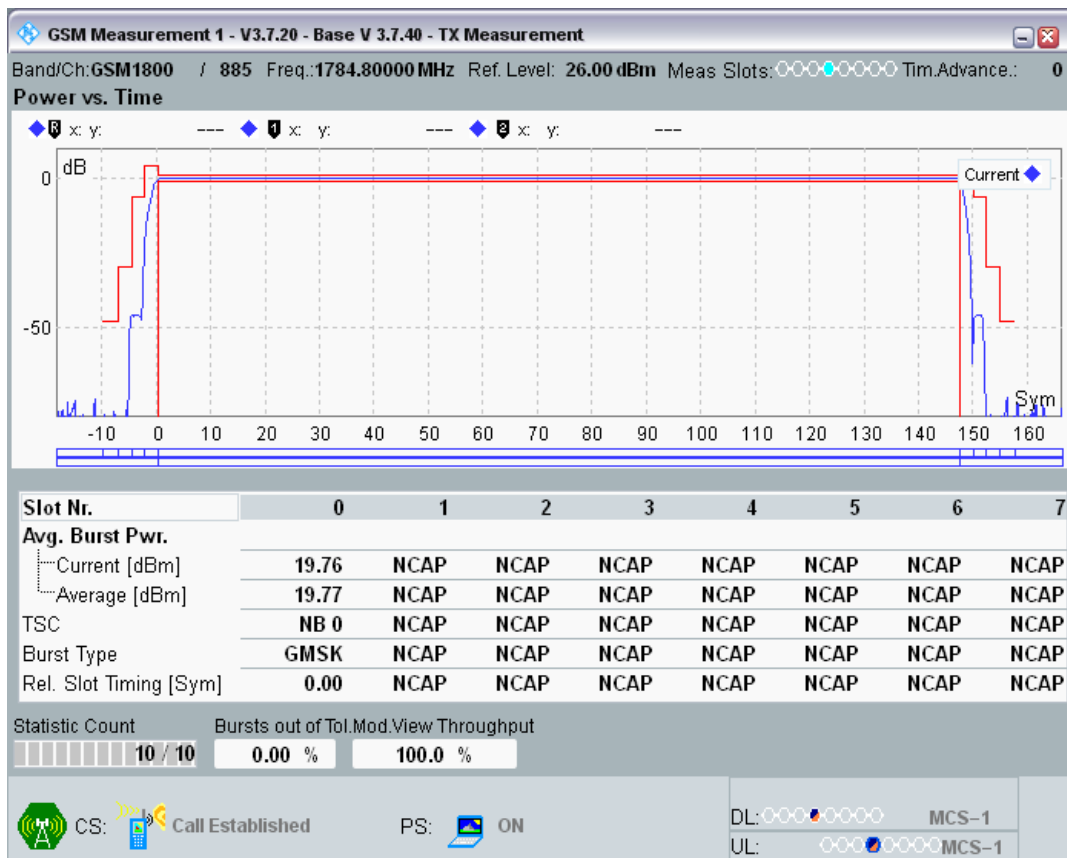 GSM Measurement 1 - V3.7.20 - Base V 3.7.40 - TX Measurement
Band/Ch:GSM1800 / 885 Freq.:1784.80000 MHz Ref. Level: 26.00 dBm Meas Slots: Tim.Advance.: 0
Power vs. Time
R x: y: --- 1 x: y: --- 2 x: y: ---
dB
Current
0
-50
Sym
-10 0 10 20 30 40 50 60 70 80 90 100 110 120 130 140 150 160
Slot Nr. 0 1 2 3 4 5 6 7
Avg. Burst Pwr.
Current [dBm] 19.76 NCAP NCAP NCAP NCAP NCAP NCAP NCAP
Average [dBm] 19.77 NCAP NCAP NCAP NCAP NCAP NCAP NCAP
TSC NB 0 NCAP NCAP NCAP NCAP NCAP NCAP NCAP
Burst Type GMSK NCAP NCAP NCAP NCAP NCAP NCAP NCAP
Rel. Slot Timing [Sym] 0.00 NCAP NCAP NCAP NCAP NCAP NCAP NCAP
Statistic Count Bursts out of Tol. Mod.View Throughput
10 / 10 0.00 % 100.0 %
CS: Call Established PS: ON
DL: MCS-1
UL: MCS-1